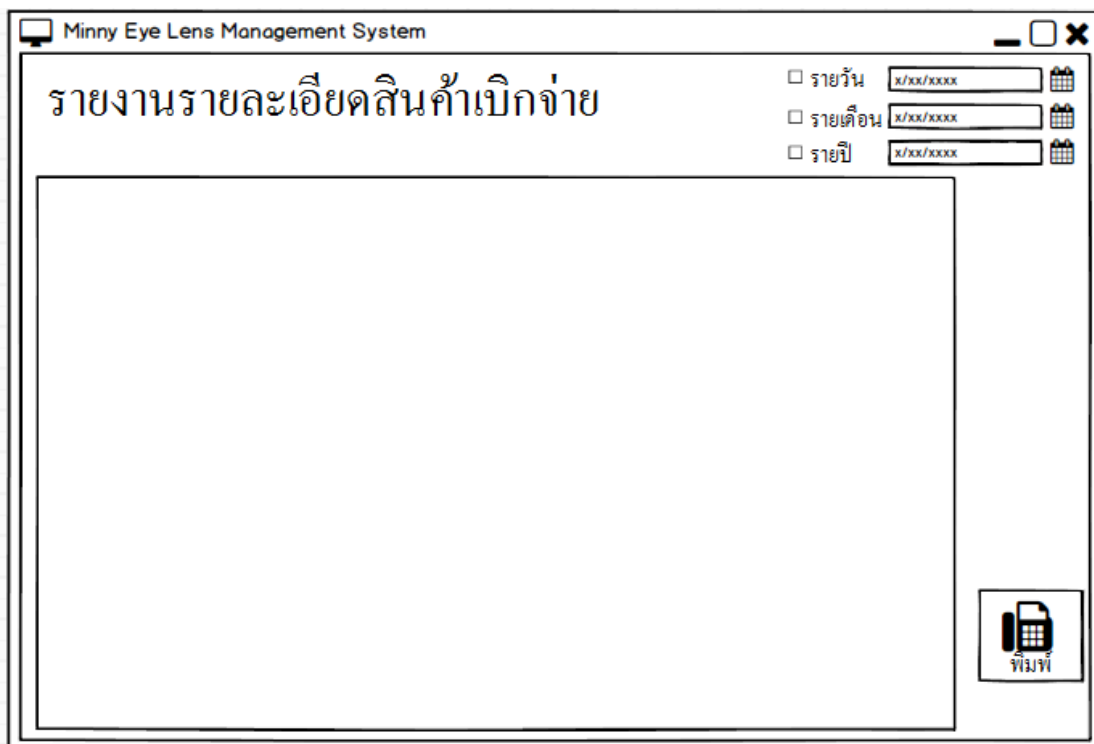 Minny Eye Lens Management System
รายงานรายละเอียดสินค้าเบิกจ่าย
รายวัน x/xx/xxxx
รายเดือน x/xx/xxxx
รายปี x/xx/xxxx
พิมพ์